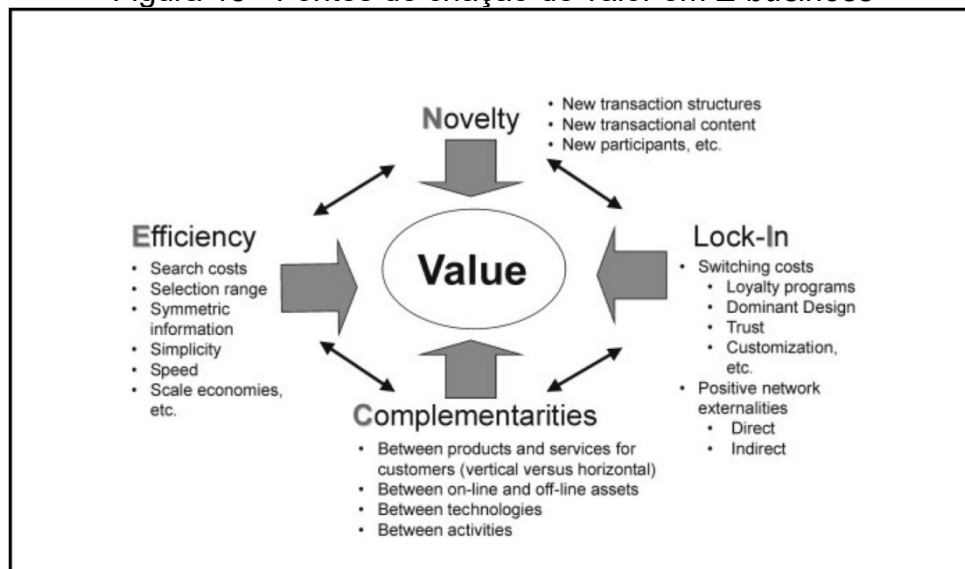 Novelty
• New transaction structures
• New transactional content
• New participants, etc.
Efficiency
• Search costs
• Selection range
• Symmetric
information
• Simplicity
• Speed
• Scale economies,
etc.
Value
Lock-In
• Switching costs
• Loyalty programs
• Dominant Design
• Trust
• Customization,
etc.
• Positive network
externalities
• Direct
• Indirect
Complementarities
• Between products and services for
customers (vertical versus horizontal)
• Between on-line and off-line assets
• Between technologies
• Between activities